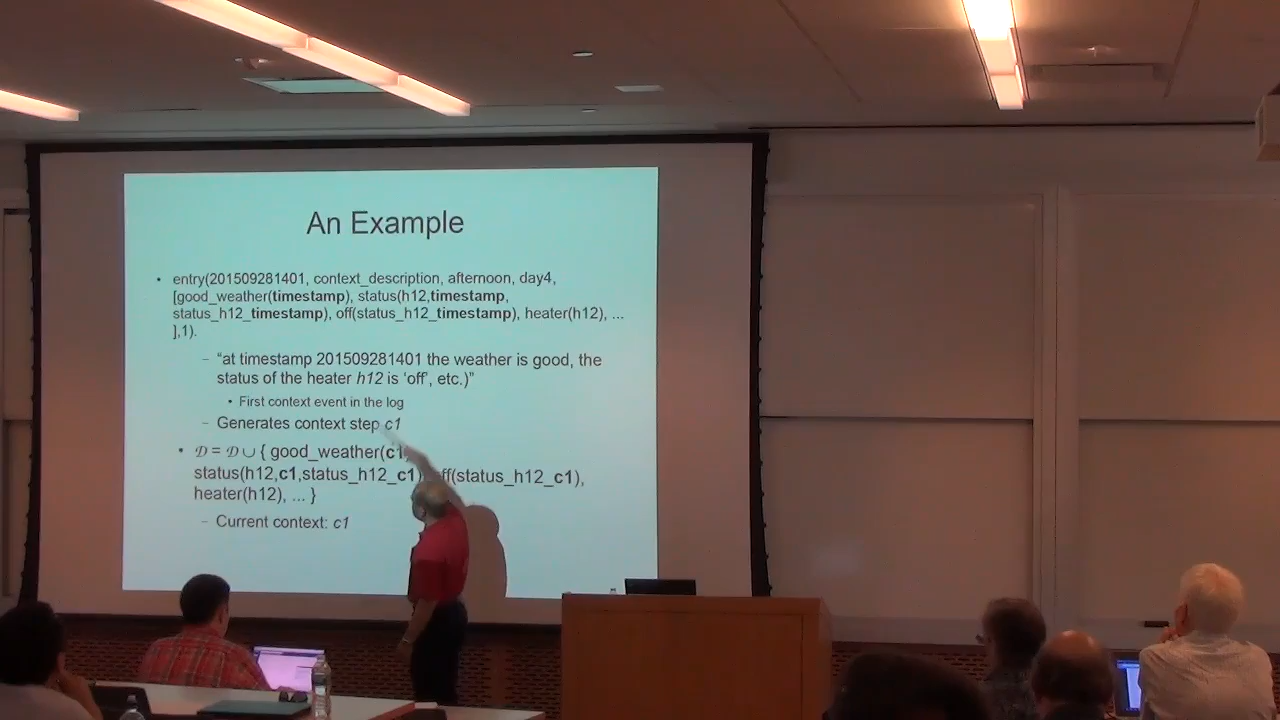 An Example
• entry(201509281401, context_description, afternoon, day4,
[good_weather(timestamp), status(h12,timestamp,
status_h12_timestamp), off(status_h12_timestamp), heater(h12), ...
],1).
– “at timestamp 201509281401 the weather is good, the
status of the heater h12 is ‘off’, etc.)”
• First context event in the log
– Generates context step c1
• 𝒟 = 𝒟 ∪ { good_weather(c1
status(h12,c1,status_h12_c1) off(status_h12_c1),
heater(h12), ... }
– Current context: c1